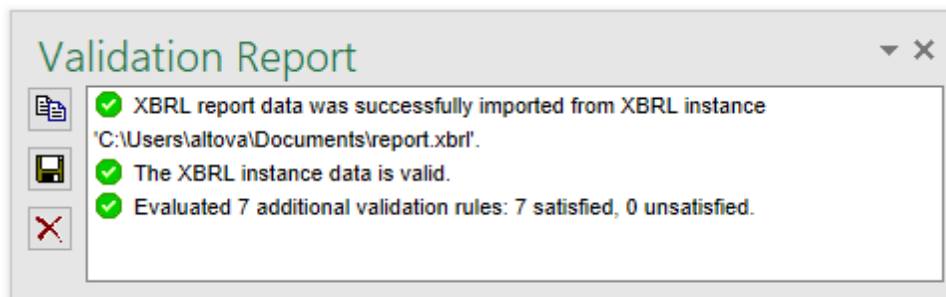 Validation Report
XBRL report data was successfully imported from XBRL instance
'C:\Users\altova\Documents\report.xbrl'.
The XBRL instance data is valid.
Evaluated 7 additional validation rules: 7 satisfied, 0 unsatisfied.